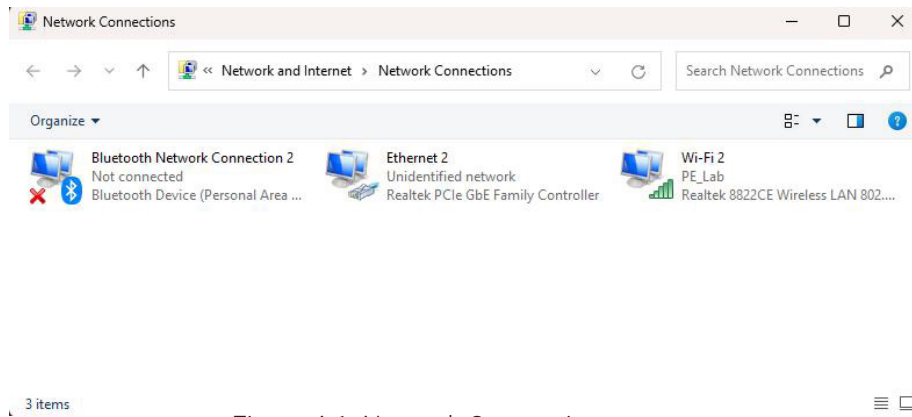 Network Connections
« Network and Internet > Network Connections
Search Network Connections
Organize
Bluetooth Network Connection 2
Not connected
Bluetooth Device (Personal Area ...
Ethernet 2
Unidentified network
Realtek PCIe GbE Family Controller
Wi-Fi 2
PE_Lab
Realtek 8822CE Wireless LAN 802....
3 items